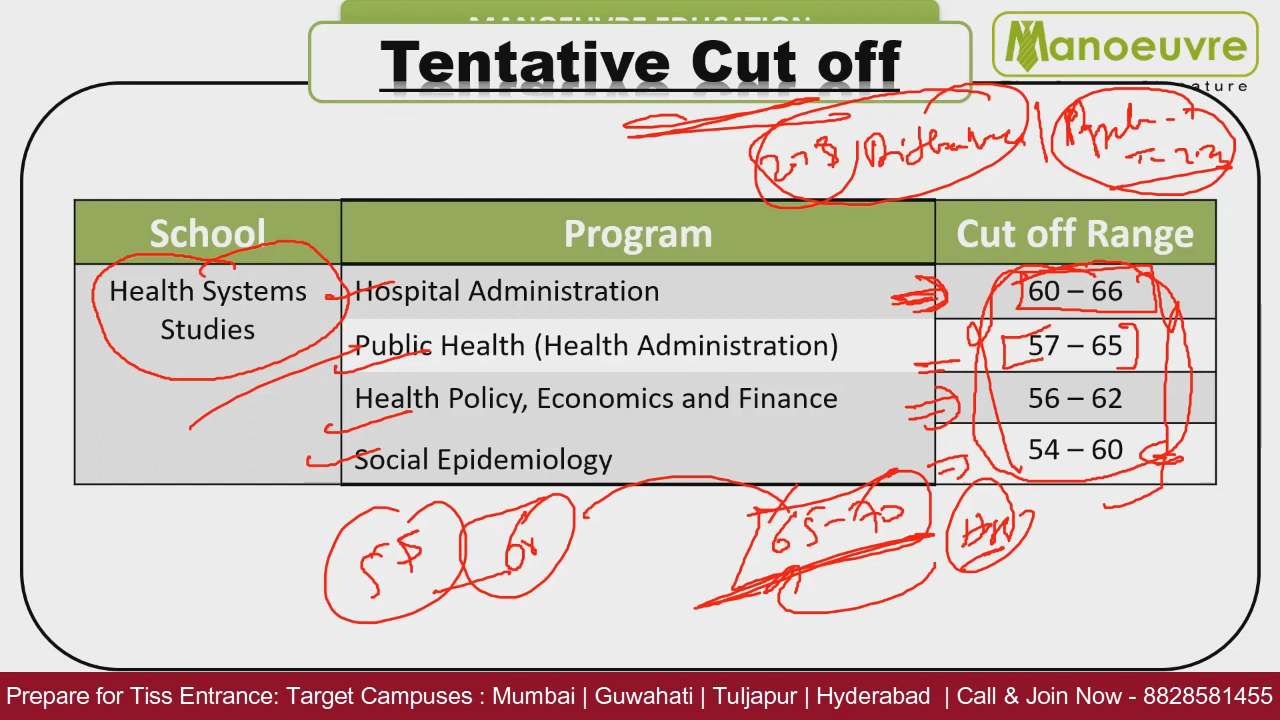 MANOEUVRE EDUCATION
Tentative Cut off
Manoeuvre
School Program Cut off Range
Health Systems Studies
Hospital Administration 60 – 66
Public Health (Health Administration) 57 – 65
Health Policy, Economics and Finance 56 – 62
Social Epidemiology 54 – 60
65-70
Prepare for Tiss Entrance: Target Campuses : Mumbai | Guwahati | Tuljapur | Hyderabad | Call & Join Now - 8828581455